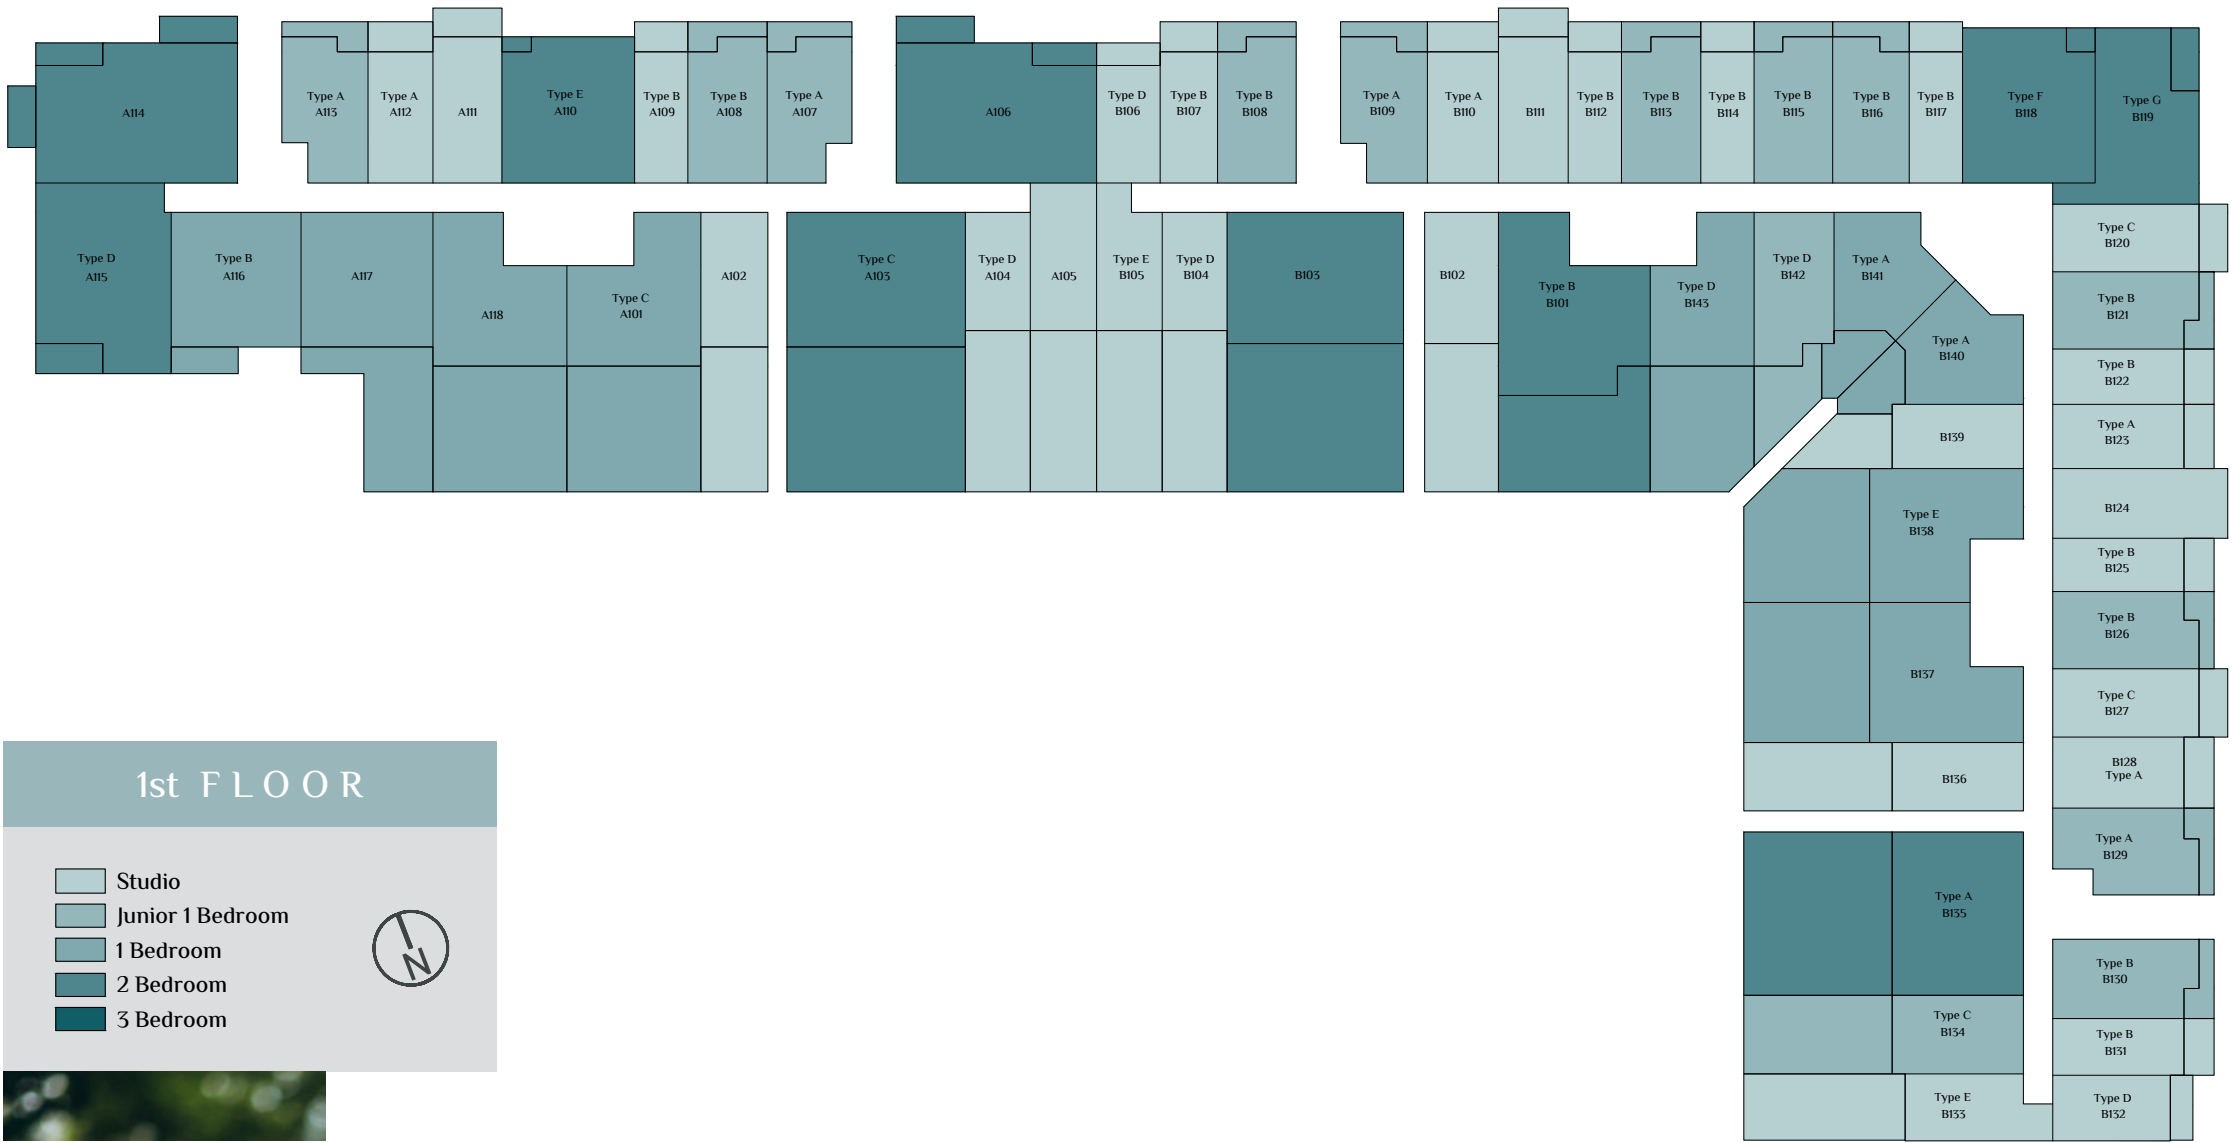 A114
Type A
A113
Type A
A112
A111
Type E
A110
Type B
A109
Type B
A108
Type A
A107
A106
Type D
B106
Type B
B107
Type B
B108
Type A
B109
Type A
B110
B111
Type B
B112
Type B
B113
Type B
B114
Type B
B115
Type B
B116
Type B
B117
Type F
B118
Type G
B119
Type D
A115
Type B
A116
A117
A118
Type C
A101
A102
Type C
A103
Type D
A104
A105
Type E
B105
Type D
B104
B103
B102
Type B
B101
Type D
B143
Type D
B142
Type A
B141
Type A
B140
B139
Type E
B138
B137
B136
Type A
B135
Type C
B134
Type E
B133
Type C
B120
Type B
B121
Type B
B122
Type A
B123
B124
Type B
B125
Type B
B126
Type C
B127
B128
Type A
Type A
B129
Type B
B130
Type B
B131
Type D
B132
1st FLOOR
Studio
Junior 1 Bedroom
1 Bedroom
2 Bedroom
3 Bedroom
N